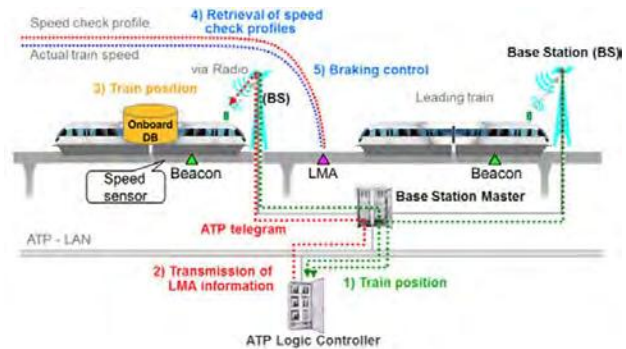 Speed check profile
4) Retrieval of speed
check profiles
Actual train speed
via Radio
5) Braking control
Base Station (BS)
3) Train position
(BS)
Leading train
Onboard
DB
Speed
sensor
Beacon
LMA
Beacon
Base Station Master
ATP telegram
ATP - LAN
2) Transmission of
LMA information
1) Train position
ATP Logic Controller